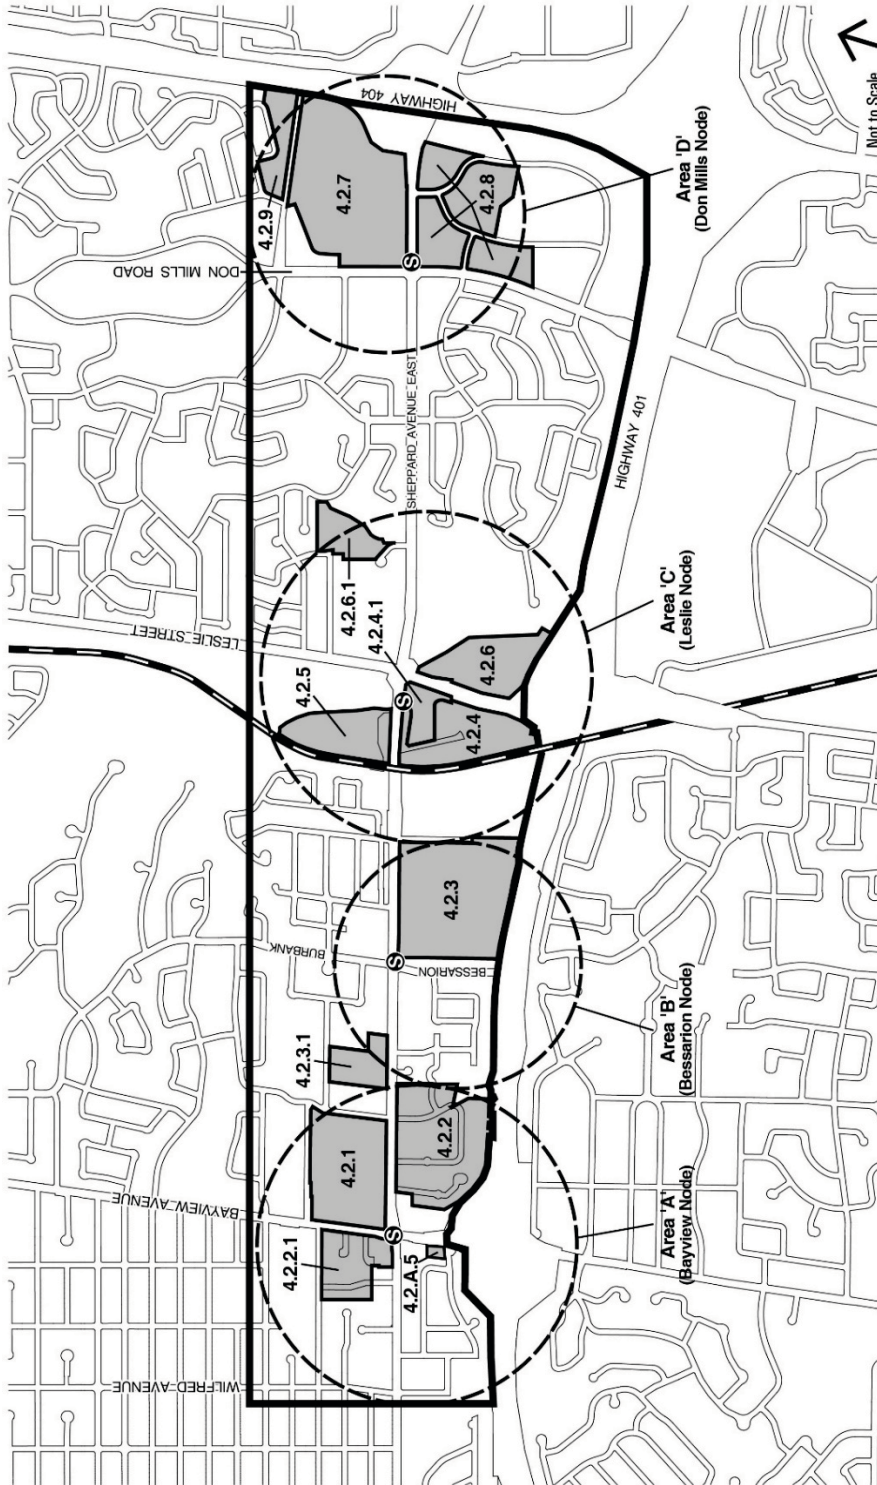 WILFRED AVENUE
BAYVIEW AVENUE
4.2.2.1
4.2.1
4.2.A.5
4.2.2
S
Area 'A'
(Bayview Node)
4.2.3.1
BURBANK
S
BESSARION
4.2.3
Area 'B'
(Bessarion Node)
LESLIE STREET
4.2.5
4.2.4.1
S
4.2.4
4.2.6
4.2.6.1
Area 'C'
(Leslie Node)
SHEPPARD AVENUE EAST
HIGHWAY 401
DON MILLS ROAD
S
4.2.9
4.2.7
4.2.8
HIGHWAY 404
Area 'D'
(Don Mills Node)
Not to Scale